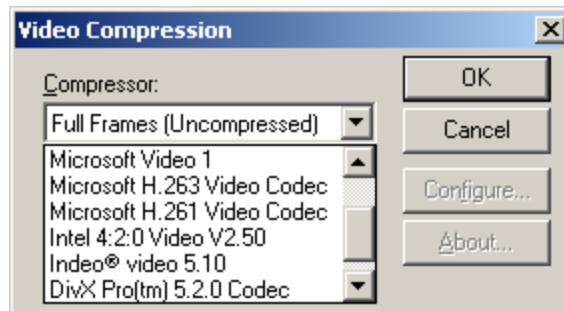 Video Compression
Compressor:
Full Frames (Uncompressed)
Microsoft Video 1
Microsoft H.263 Video Codec
Microsoft H.261 Video Codec
Intel 4:2:0 Video V2.50
Indeo® video 5.10
DivX Pro(tm) 5.2.0 Codec
OK
Cancel
Configure...
About...